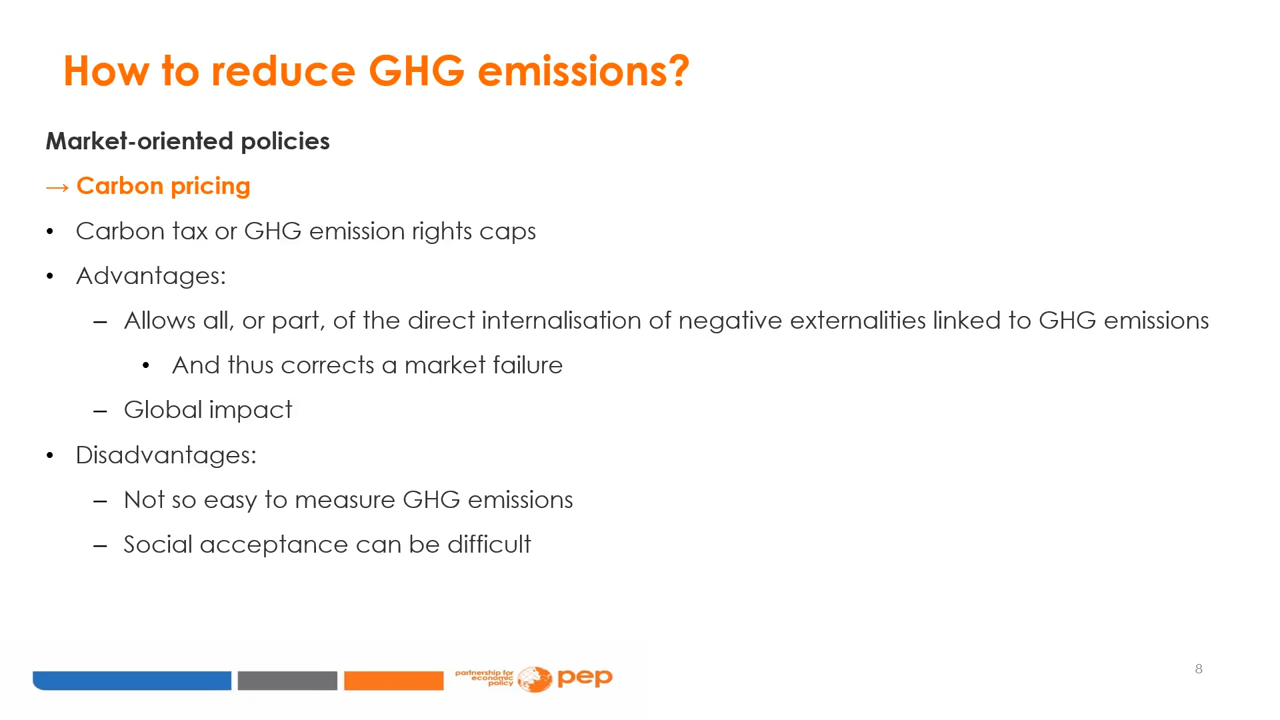 How to reduce GHG emissions?
Market-oriented policies
→ Carbon pricing
• Carbon tax or GHG emission rights caps
• Advantages:
– Allows all, or part, of the direct internalisation of negative externalities linked to GHG emissions
• And thus corrects a market failure
– Global impact
• Disadvantages:
– Not so easy to measure GHG emissions
– Social acceptance can be difficult
partnership for
economic
policy
pep
8